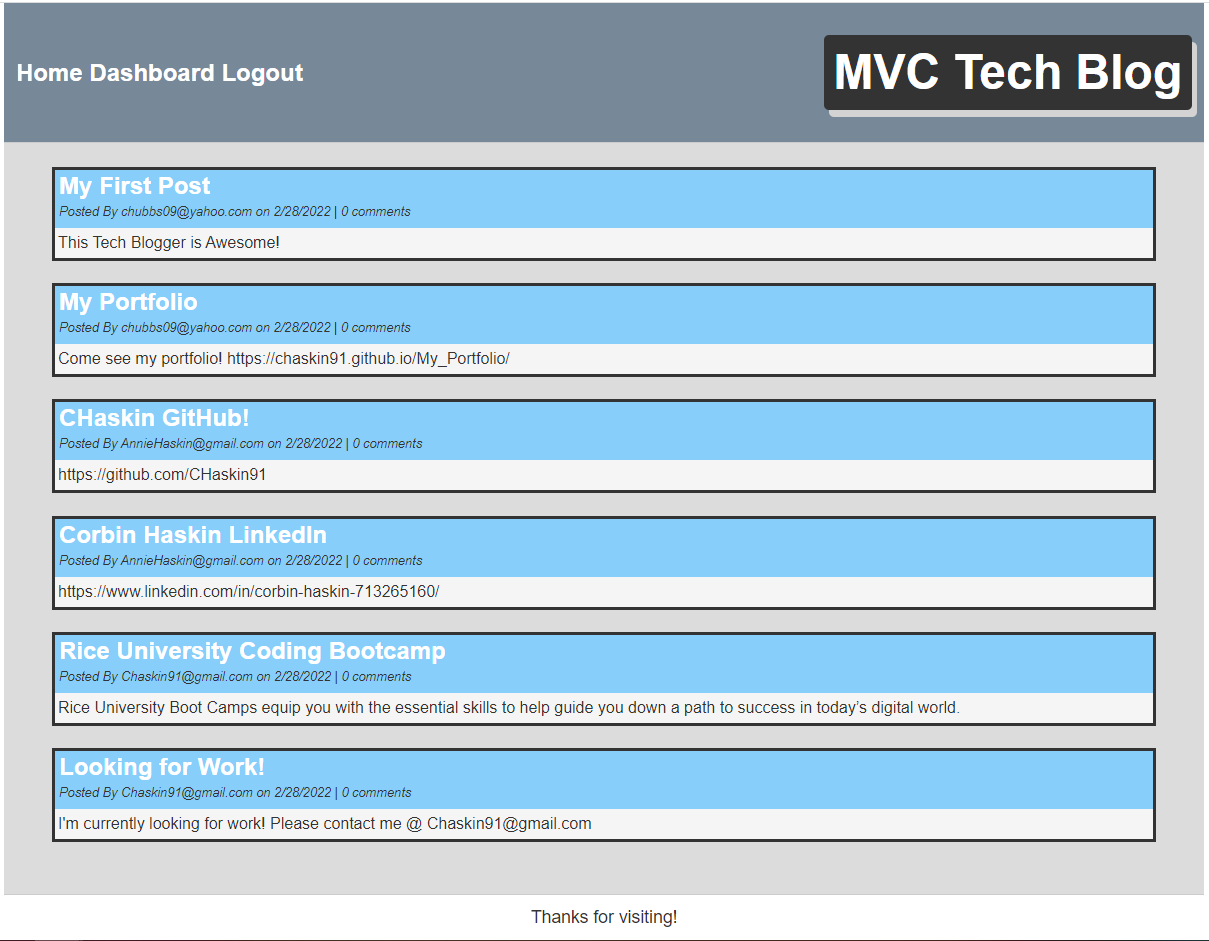 Home Dashboard Logout
MVC Tech Blog
My First Post
Posted By chubbs09@yahoo.com on 2/28/2022 | 0 comments
This Tech Blogger is Awesome!
My Portfolio
Posted By chubbs09@yahoo.com on 2/28/2022 | 0 comments
Come see my portfolio! https://chaskin91.github.io/My_Portfolio/
CHaskin GitHub!
Posted By AnnieHaskin@gmail.com on 2/28/2022 | 0 comments
https://github.com/CHaskin91
Corbin Haskin LinkedIn
Posted By AnnieHaskin@gmail.com on 2/28/2022 | 0 comments
https://www.linkedin.com/in/corbin-haskin-713265160/
Rice University Coding Bootcamp
Posted By Chaskin91@gmail.com on 2/28/2022 | 0 comments
Rice University Boot Camps equip you with the essential skills to help guide you down a path to success in today’s digital world.
Looking for Work!
Posted By Chaskin91@gmail.com on 2/28/2022 | 0 comments
I'm currently looking for work! Please contact me @ Chaskin91@gmail.com
Thanks for visiting!